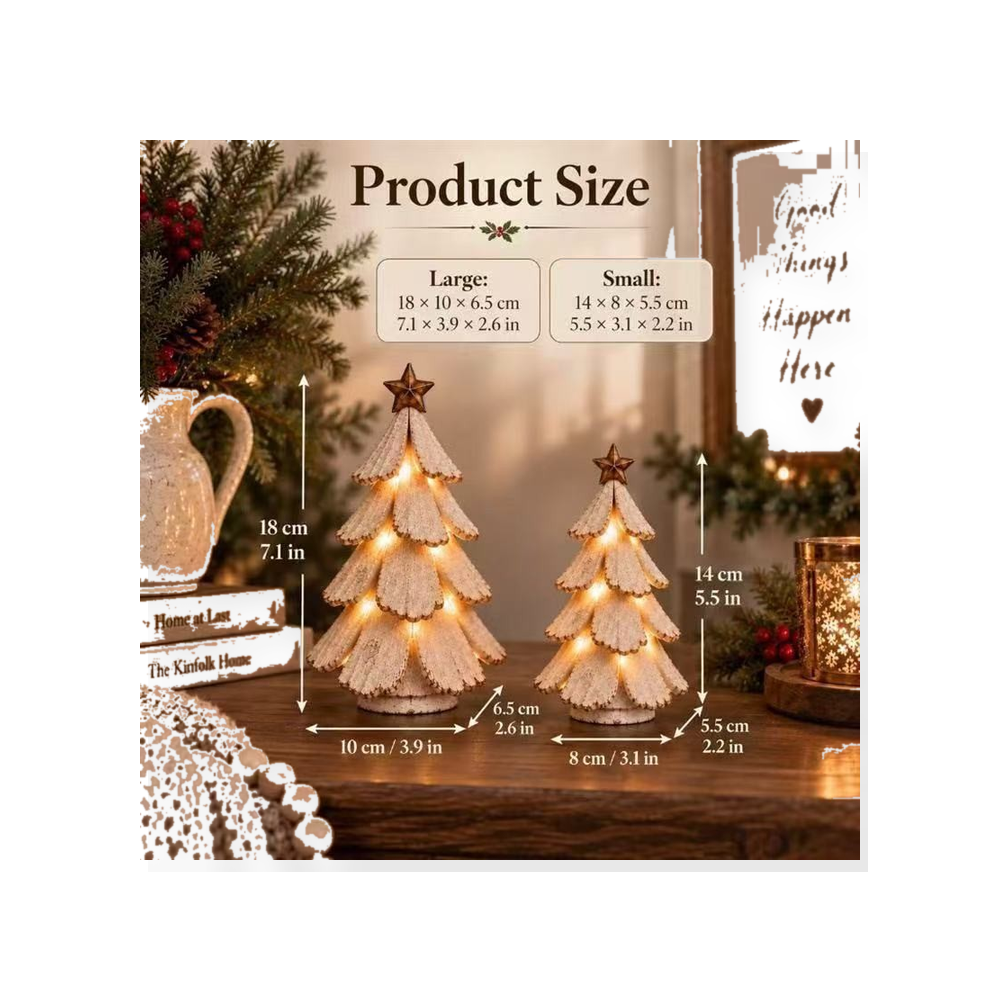 Product Size
Large:
18 × 10 × 6.5 cm
7.1 × 3.9 × 2.6 in
Small:
14 × 8 × 5.5 cm
5.5 × 3.1 × 2.2 in
Good
Things
Happen
Here
18 cm
7.1 in
14 cm
5.5 in
Home at Last
The Kinfolk Home
6.5 cm
2.6 in
10 cm / 3.9 in
5.5 cm
2.2 in
8 cm / 3.1 in